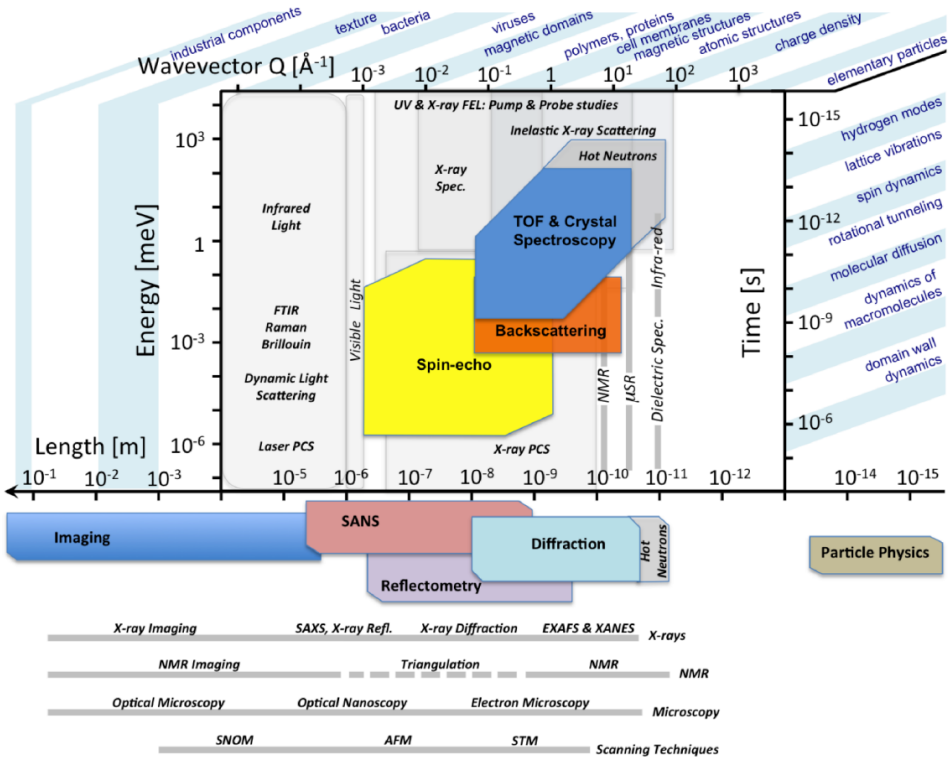 industrial components
texture
bacteria
viruses
magnetic domains
polymers, proteins
cell membranes
magnetic structures
atomic structures
charge density
elementary particles
Wavevector Q [Å-1]
10-3 10-2 10-1 1 101 102 103
UV & X-ray FEL: Pump & Probe studies
Inelastic X-ray Scattering
Hot Neutrons
X-ray
Spec.
TOF & Crystal
Spectroscopy
Infrared
Light
FTIR
Raman
Brillouin
Dynamic Light
Scattering
Laser PCS
Visible Light
Spin-echo
Backscattering
X-ray PCS
NMR
μSR
Dielectric Spec. Infra-red
Energy [meV]
103
1
10-3
10-6
Time [s]
10-15
10-12
10-9
10-6
hydrogen modes
lattice vibrations
spin dynamics
rotational tunneling
molecular diffusion
dynamics of
macromolecules
domain wall
dynamics
Length [m]
10-1 10-2 10-3 10-5 10-6 10-7 10-8 10-9 10-10 10-11 10-12 10-14 10-15
Imaging
SANS
Reflectometry
Diffraction
Hot
Neutrons
Particle Physics
X-ray Imaging SAXS, X-ray Refl. X-ray Diffraction EXAFS & XANES X-rays
NMR Imaging Triangulation NMR NMR
Optical Microscopy Optical Nanoscopy Electron Microscopy Microscopy
SNOM AFM STM Scanning Techniques